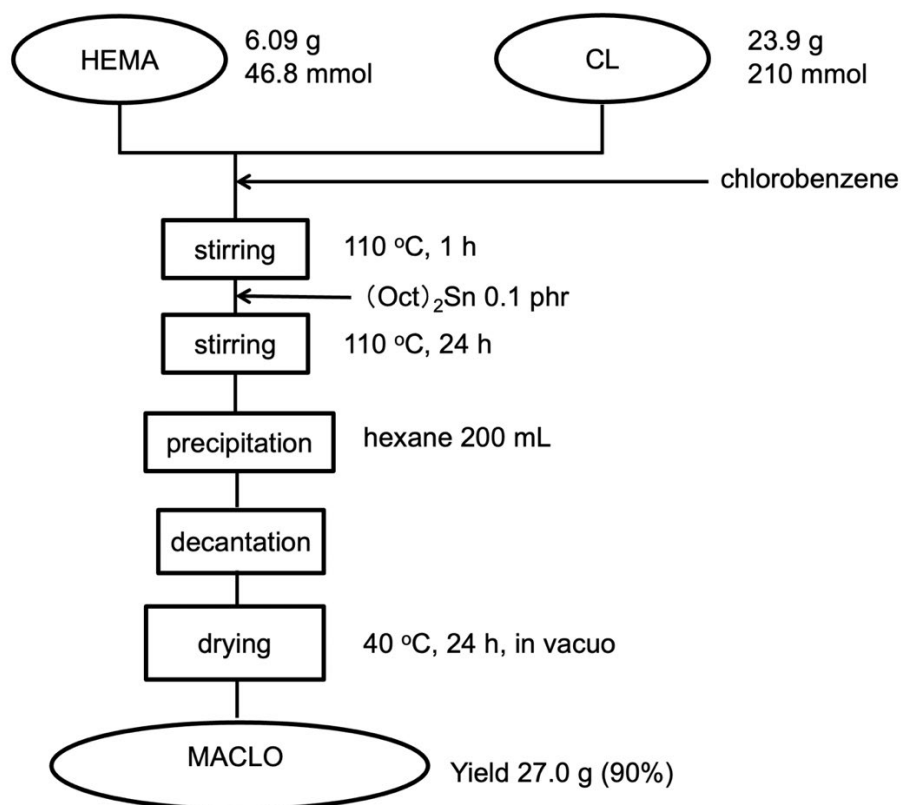 HEMA
6.09 g
46.8 mmol
CL
23.9 g
210 mmol
chlorobenzene
stirring
110 °C, 1 h
（Oct)₂Sn 0.1 phr
stirring
110 °C, 24 h
precipitation
hexane 200 mL
decantation
drying
40 °C, 24 h, in vacuo
MACLO
Yield 27.0 g (90%)